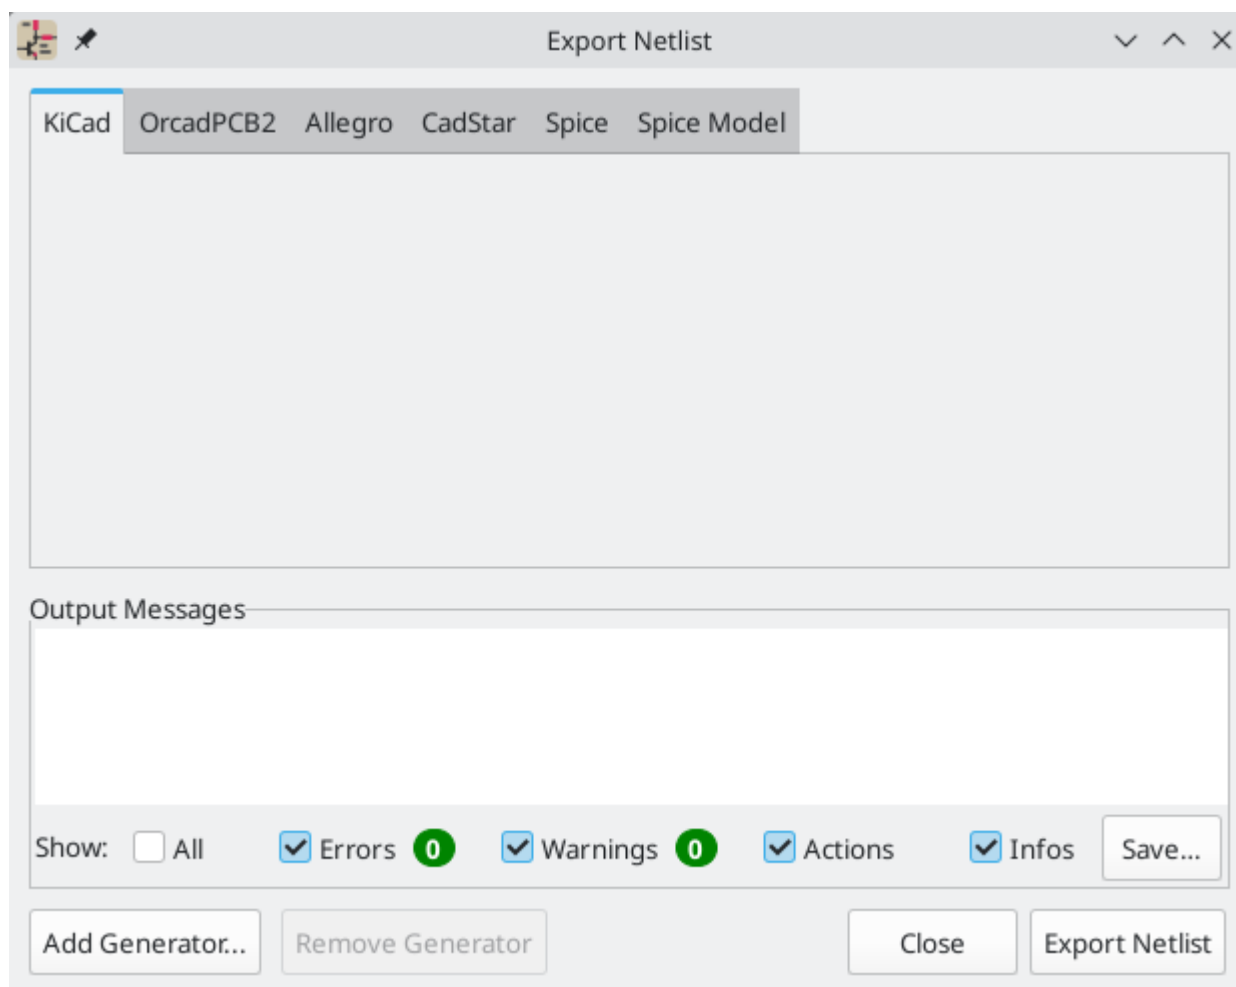 Export Netlist
KiCad OrcadPCB2 Allegro CadStar Spice Spice Model
Output Messages
Show: All Errors 0 Warnings 0 Actions Infos Save...
Add Generator... Remove Generator Close Export Netlist